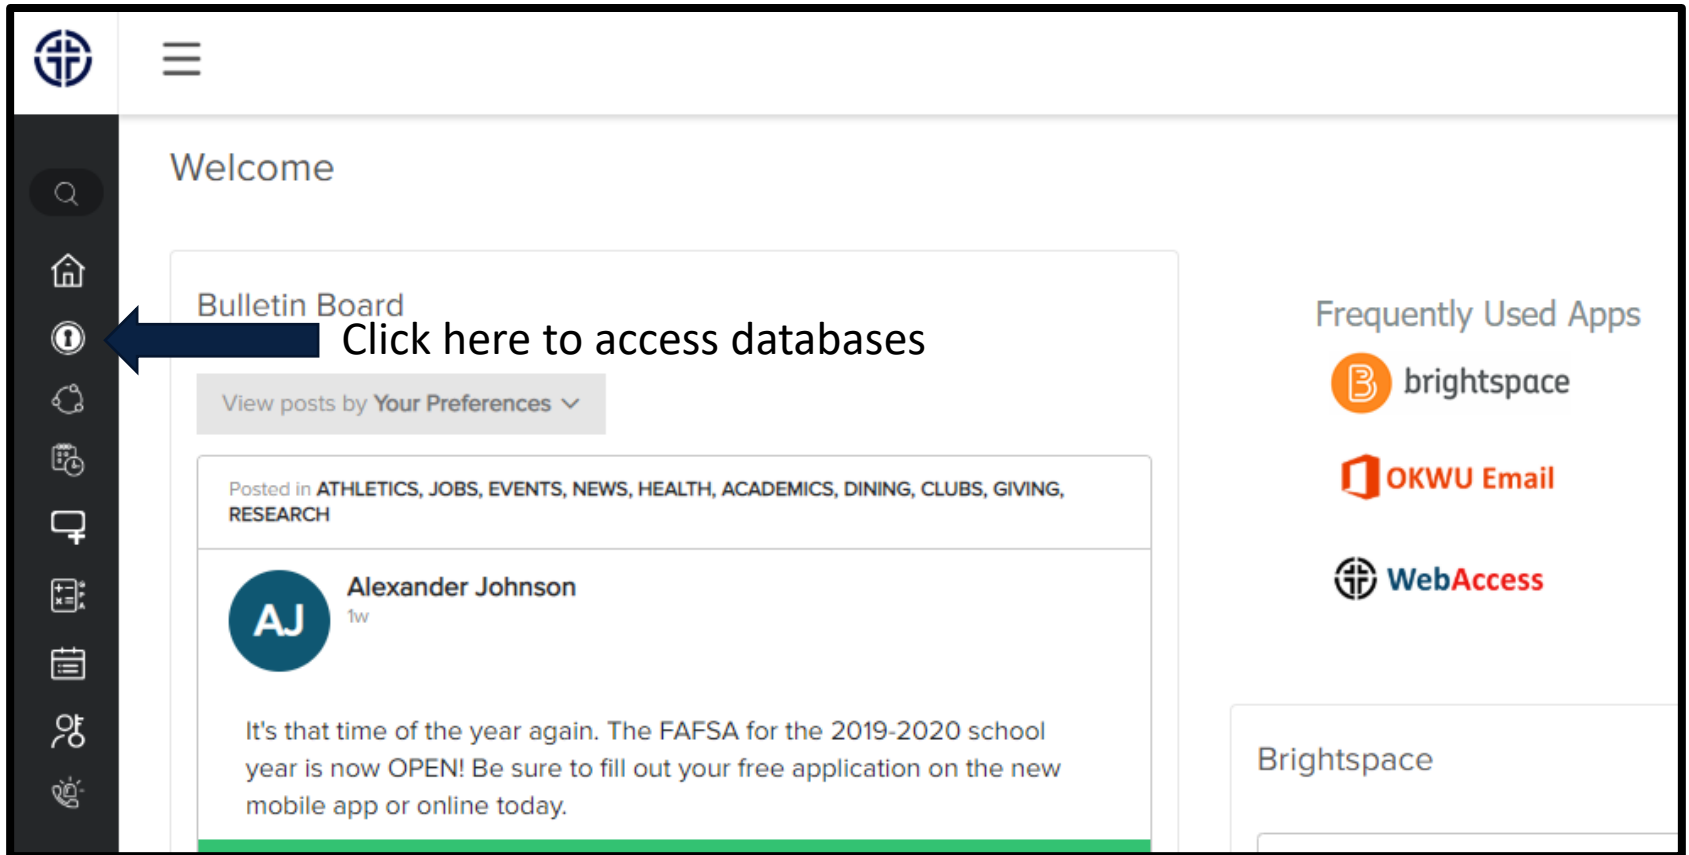 Welcome
Bulletin Board
Click here to access databases
View posts by Your Preferences
Posted in ATHLETICS, JOBS, EVENTS, NEWS, HEALTH, ACADEMICS, DINING, CLUBS, GIVING,
RESEARCH
AJ
Alexander Johnson
1w
It's that time of the year again. The FAFSA for the 2019-2020 school
year is now OPEN! Be sure to fill out your free application on the new
mobile app or online today.
Frequently Used Apps
B brightspace
OKWU Email
WebAccess
Brightspace